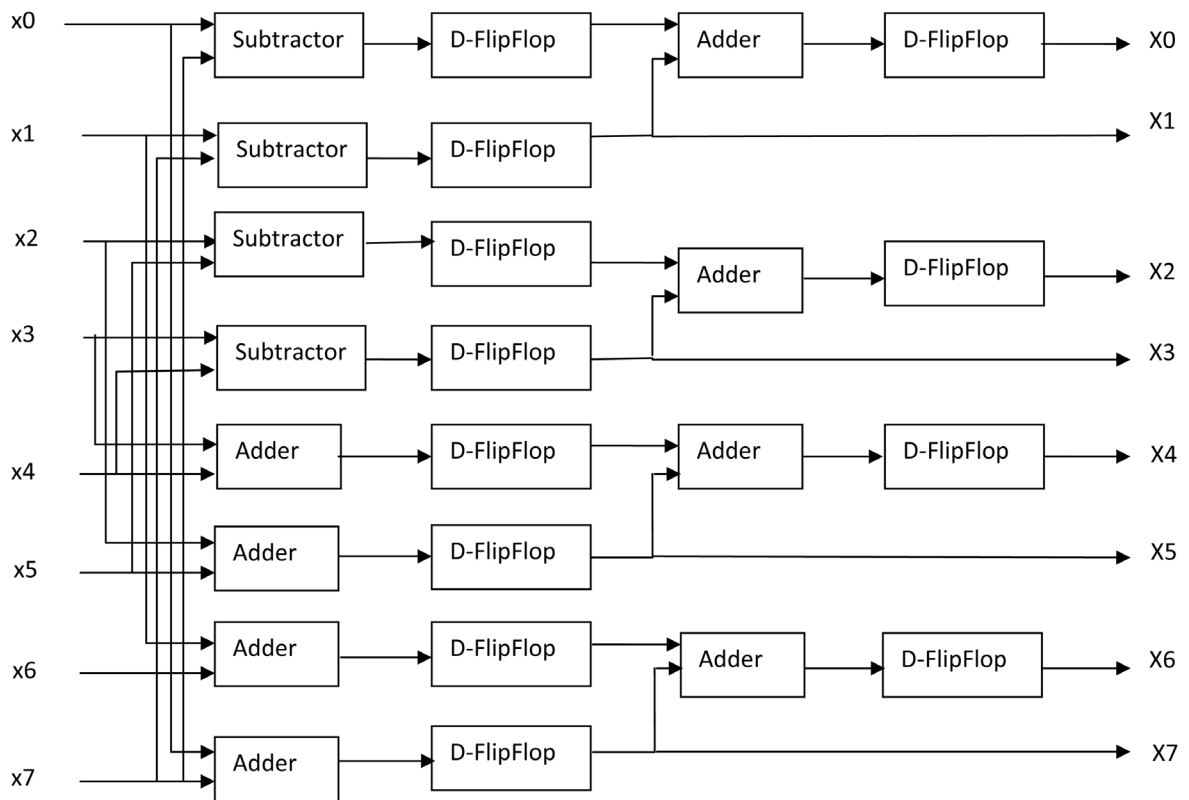 x0
Subtractor
D-FlipFlop
Adder
D-FlipFlop
X0
x1
Subtractor
D-FlipFlop
X1
x2
Subtractor
D-FlipFlop
Adder
D-FlipFlop
X2
x3
Subtractor
D-FlipFlop
X3
x4
Adder
D-FlipFlop
Adder
D-FlipFlop
X4
x5
Adder
D-FlipFlop
X5
x6
Adder
D-FlipFlop
Adder
D-FlipFlop
X6
x7
Adder
D-FlipFlop
X7